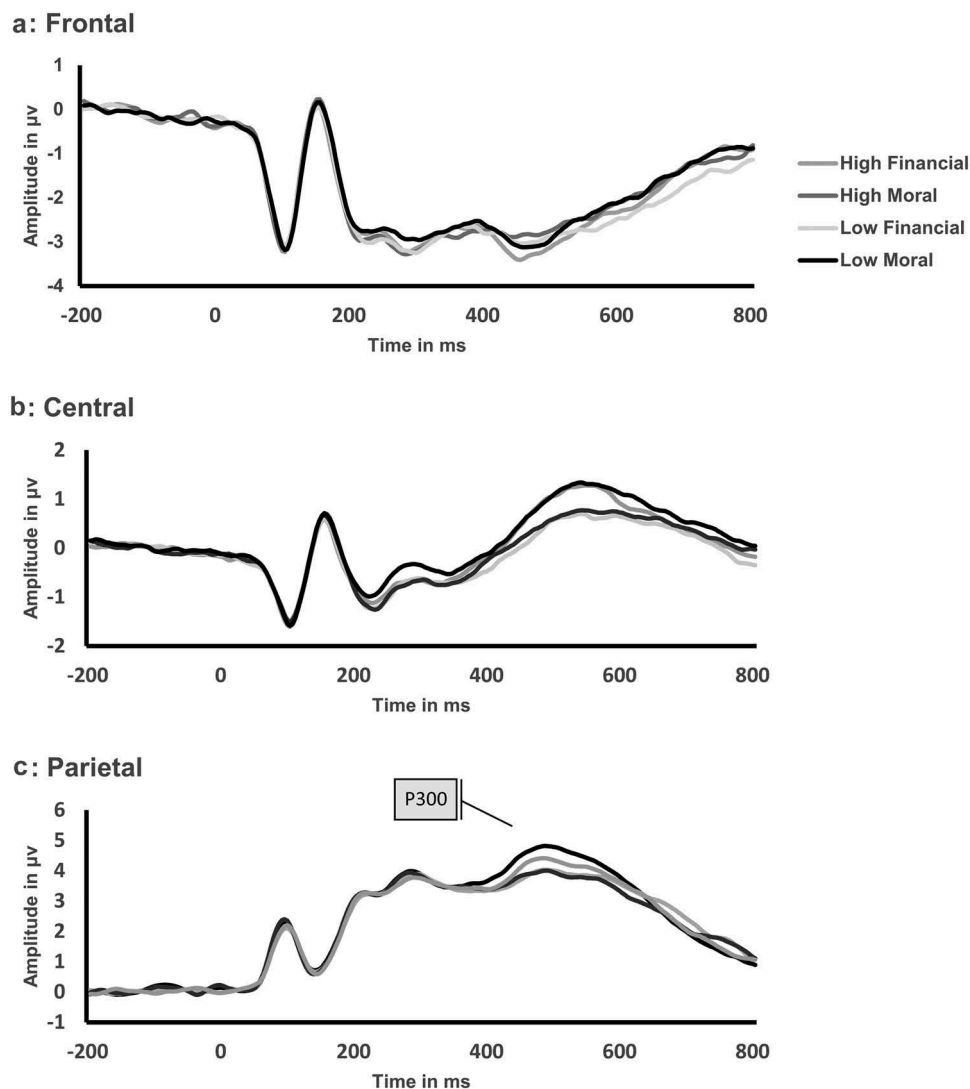 a: Frontal
1
0
-1
-2
-3
-4
Amplitude in µv
-200 0 200 400 600 800
Time in ms
High Financial
High Moral
Low Financial
Low Moral
b: Central
2
1
0
-1
-2
Amplitude in µv
-200 0 200 400 600 800
Time in ms
c: Parietal
P300
6
5
4
3
2
1
0
-1
Amplitude in µv
-200 0 200 400 600 800
Time in ms